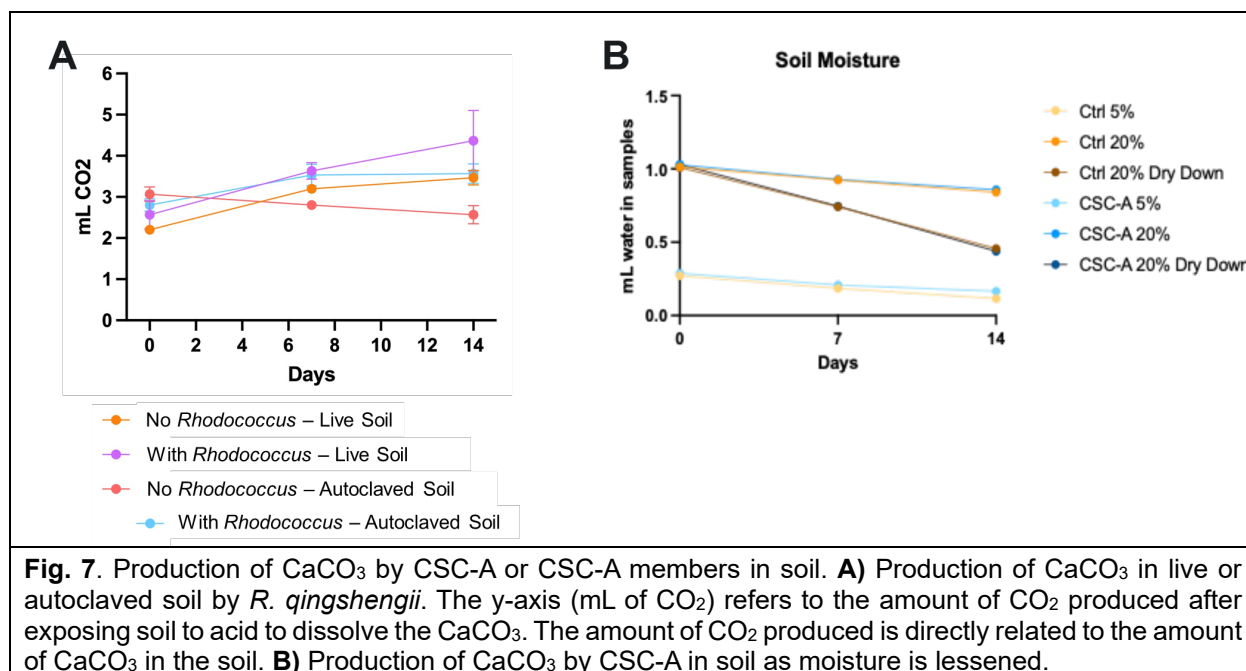 A
6
5
4
3
2
1
0
mL CO2
0 2 4 6 8 10 12 14
Days
No Rhodococcus – Live Soil
With Rhodococcus – Live Soil
No Rhodococcus – Autoclaved Soil
With Rhodococcus – Autoclaved Soil
B
Soil Moisture
1.5
1.0
0.5
0.0
mL water in samples
0 7 14
Days
Ctrl 5%
Ctrl 20%
Ctrl 20% Dry Down
CSC-A 5%
CSC-A 20%
CSC-A 20% Dry Down
Fig. 7. Production of CaCO₃ by CSC-A or CSC-A members in soil. A) Production of CaCO₃ in live or
autoclaved soil by R. qingshengii. The y-axis (mL of CO₂) refers to the amount of CO₂ produced after
exposing soil to acid to dissolve the CaCO₃. The amount of CO₂ produced is directly related to the amount
of CaCO₃ in the soil. B) Production of CaCO₃ by CSC-A in soil as moisture is lessened.